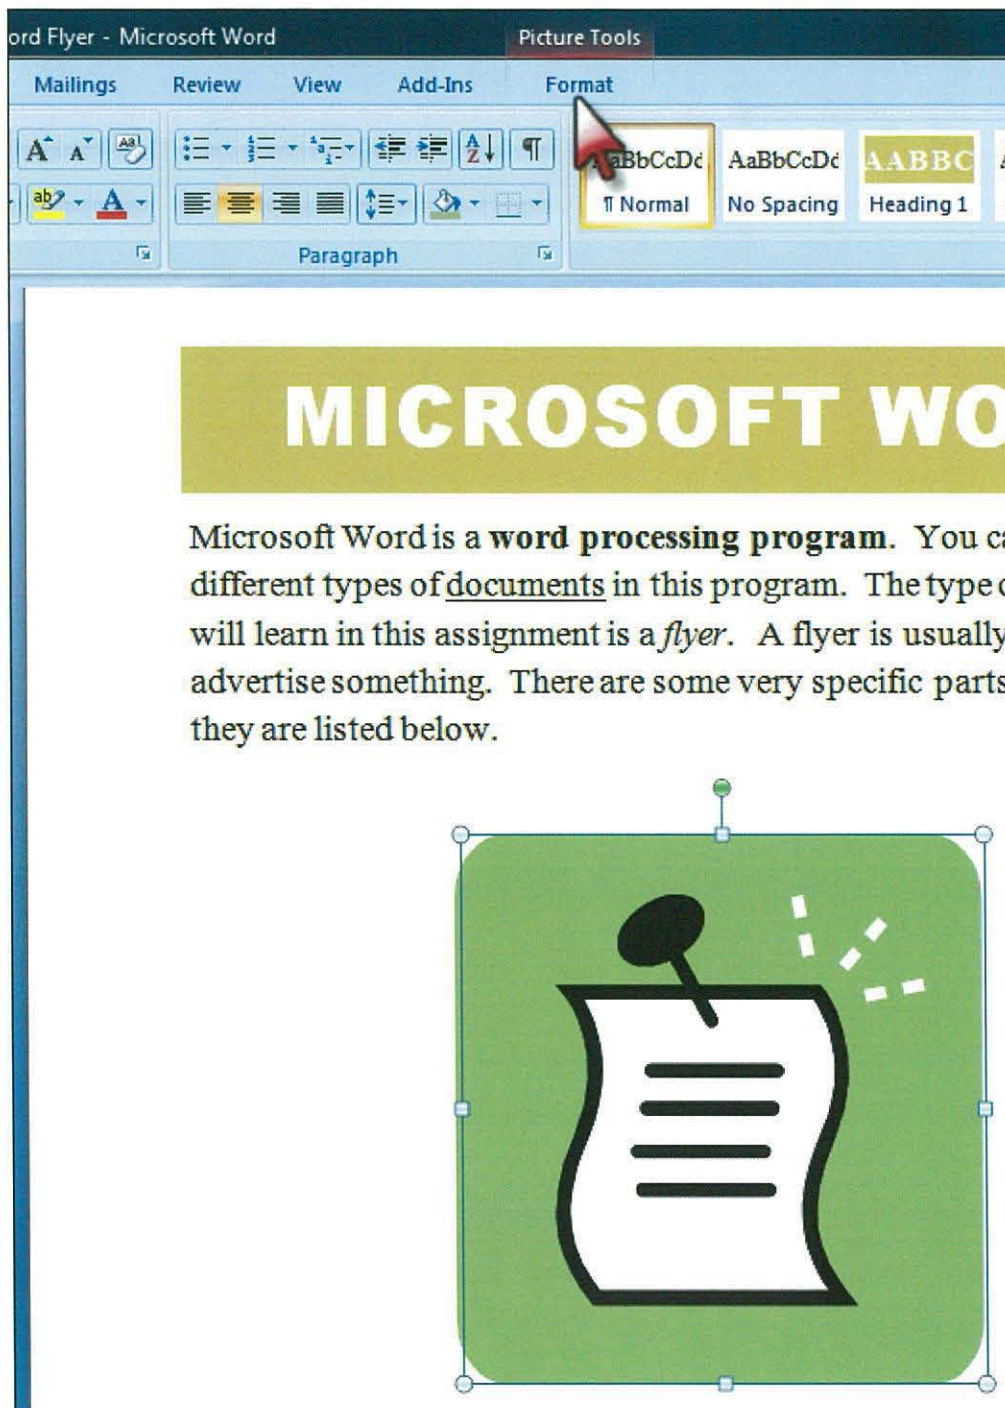 ord Flyer - Microsoft Word Picture Tools
Mailings Review View Add-Ins Format
AaBbCcDd AaBbCcDd AABBC
¶ Normal No Spacing Heading 1
Paragraph
MICROSOFT WO
Microsoft Word is a word processing program. You ca
different types of documents in this program. The type o
will learn in this assignment is a flyer. A flyer is usually
advertise something. There are some very specific parts
they are listed below.